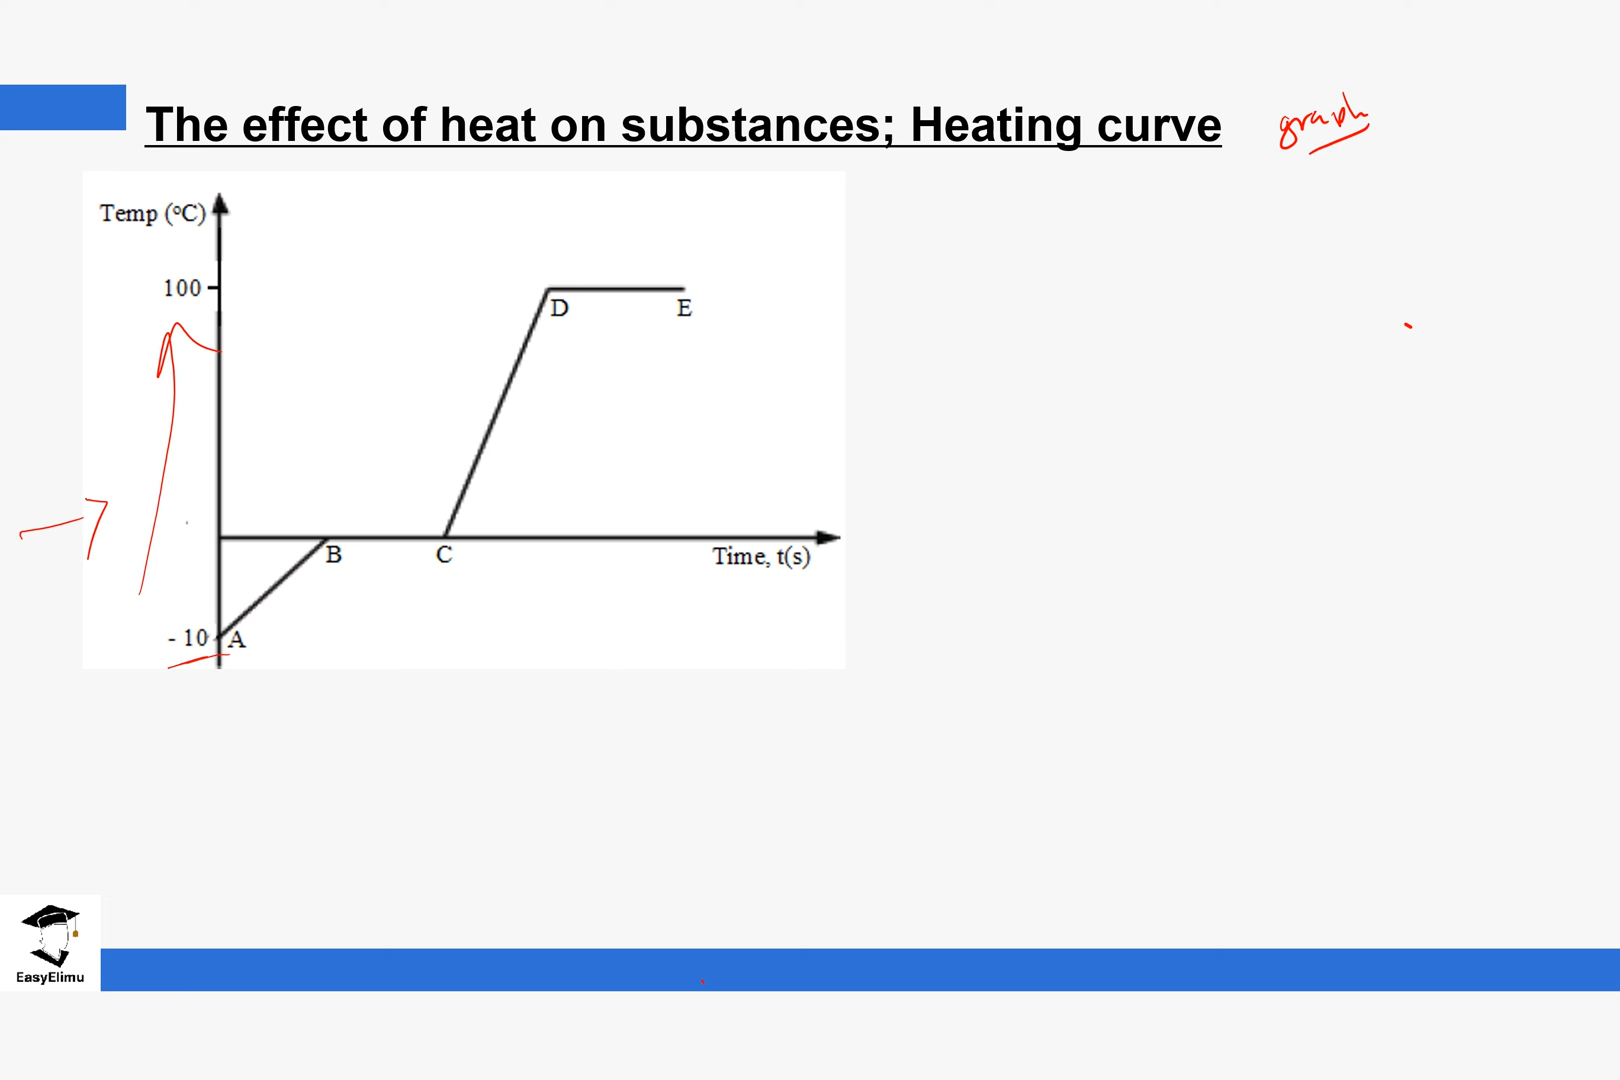 The effect of heat on substances; Heating curve graph
Temp (°C)
100
D E
B C Time, t(s)
- 10 A
EasyElimu